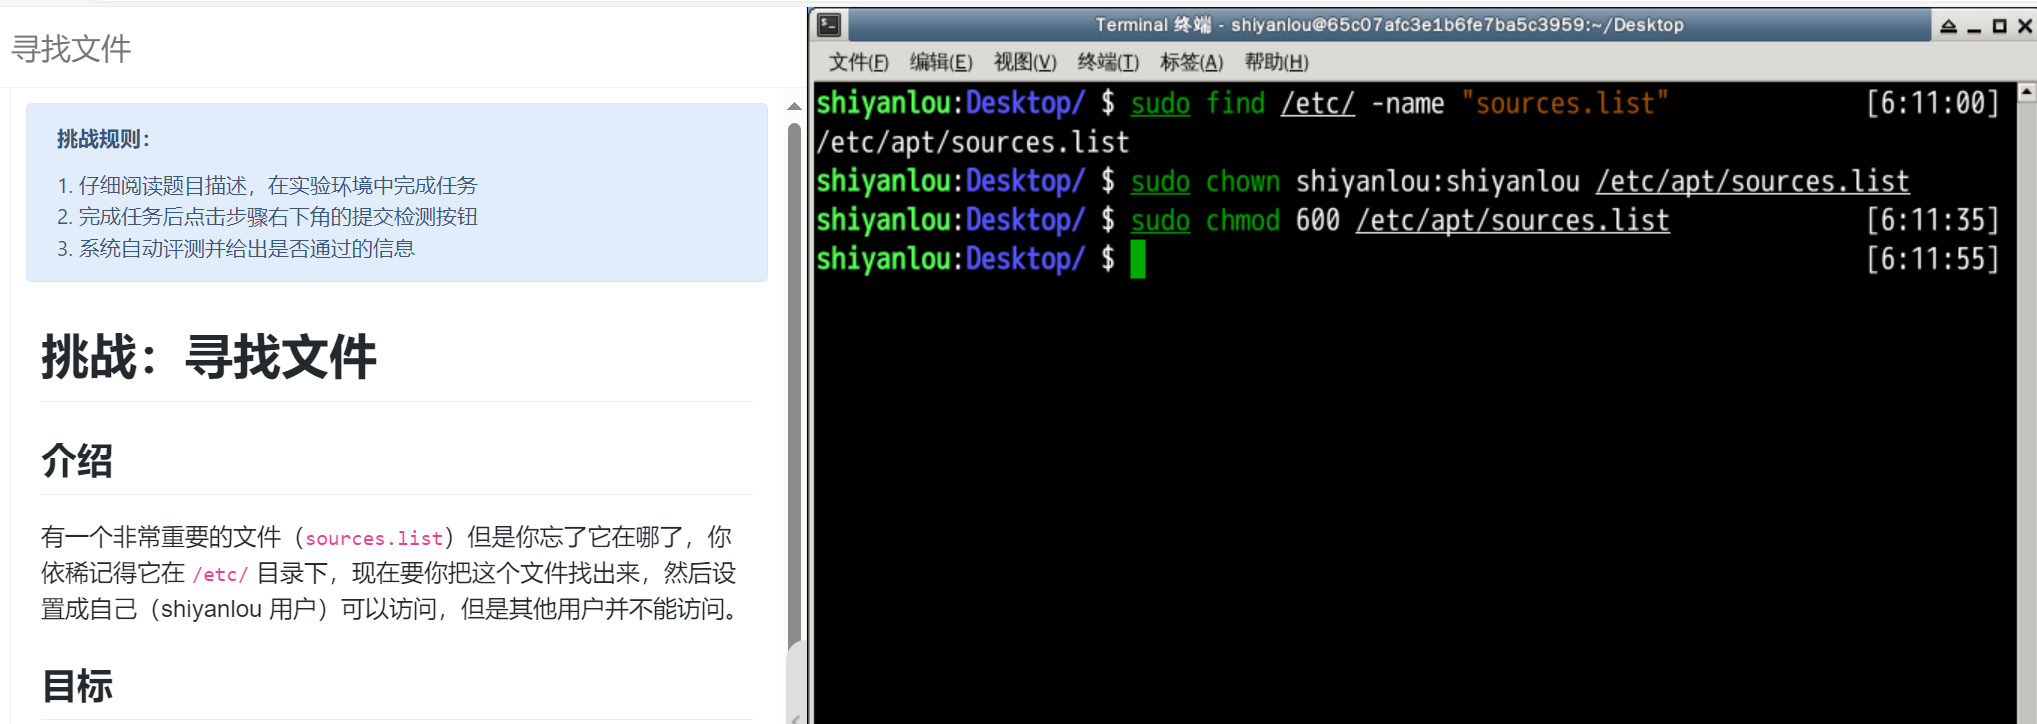 寻找文件
挑战规则：
1. 仔细阅读题目描述，在实验环境中完成任务
2. 完成任务后点击步骤右下角的提交检测按钮
3. 系统自动评测并给出是否通过的信息
挑战：寻找文件
介绍
有一个非常重要的文件（sources.list）但是你忘了它在哪了，你
依稀记得它在 /etc/ 目录下，现在要你把这个文件找出来，然后设
置成自己（shiyanlou 用户）可以访问，但是其他用户并不能访问。
目标
Terminal 终端 - shiyanlou@65c07afc3e1b6fe7ba5c3959:~/Desktop
文件(F) 编辑(E) 视图(V) 终端(T) 标签(A) 帮助(H)
shiyanlou:Desktop/ $ sudo find /etc/ -name "sources.list" [6:11:00]
/etc/apt/sources.list
shiyanlou:Desktop/ $ sudo chown shiyanlou:shiyanlou /etc/apt/sources.list
shiyanlou:Desktop/ $ sudo chmod 600 /etc/apt/sources.list [6:11:35]
shiyanlou:Desktop/ $ [6:11:55]